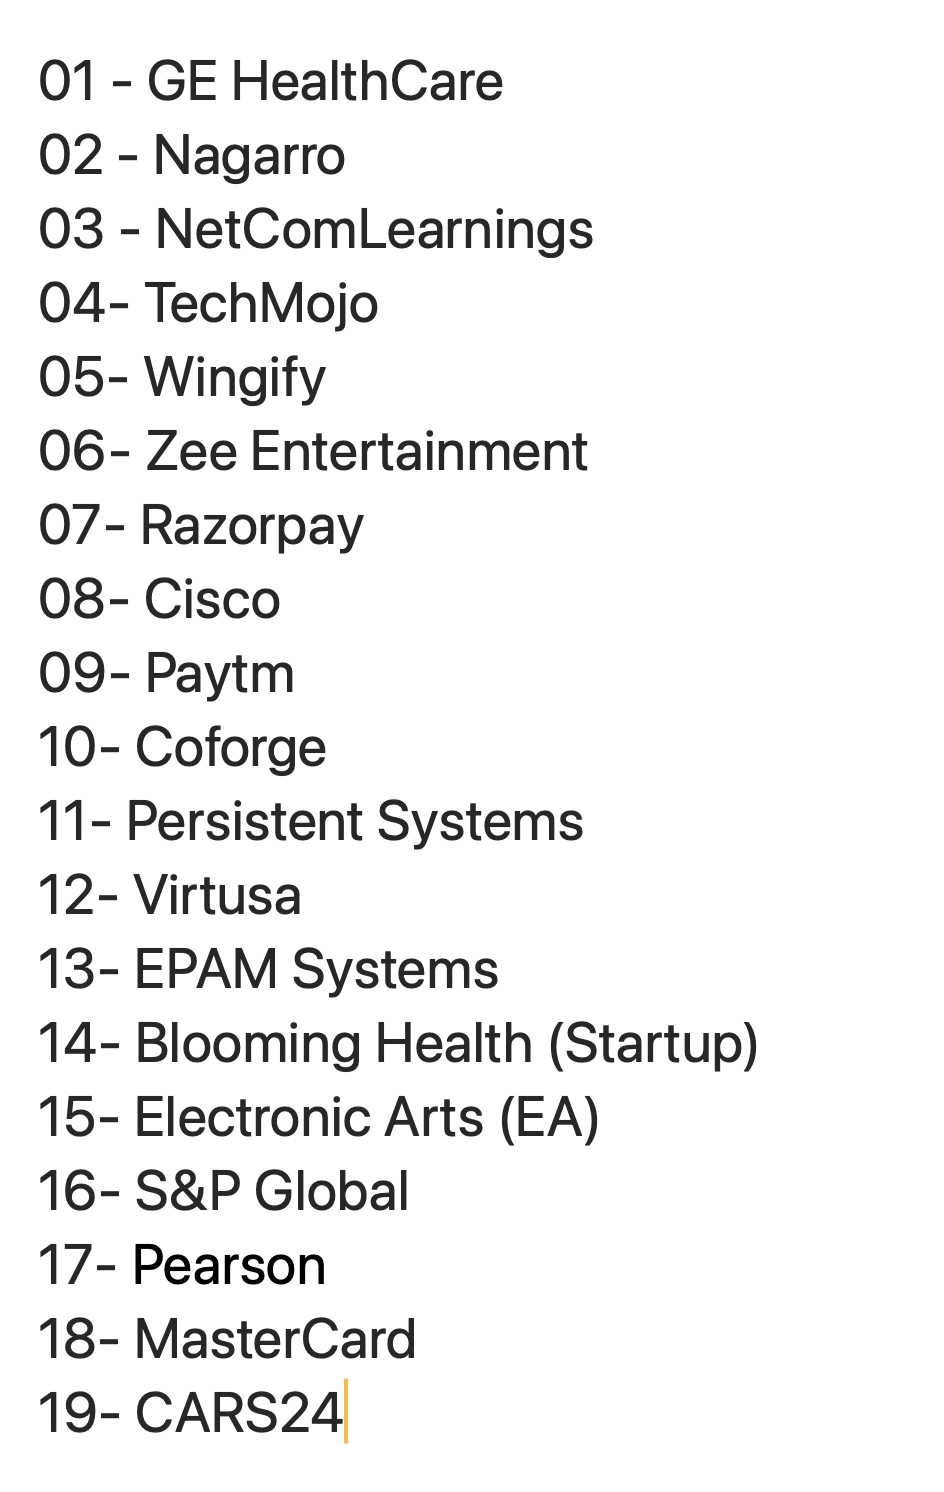 01 - GE HealthCare
02 - Nagarro
03 - NetComLearnings
04- TechMojo
05- Wingify
06- Zee Entertainment
07- Razorpay
08- Cisco
09- Paytm
10- Coforge
11- Persistent Systems
12- Virtusa
13- EPAM Systems
14- Blooming Health (Startup)
15- Electronic Arts (EA)
16- S&P Global
17- Pearson
18- MasterCard
19- CARS24